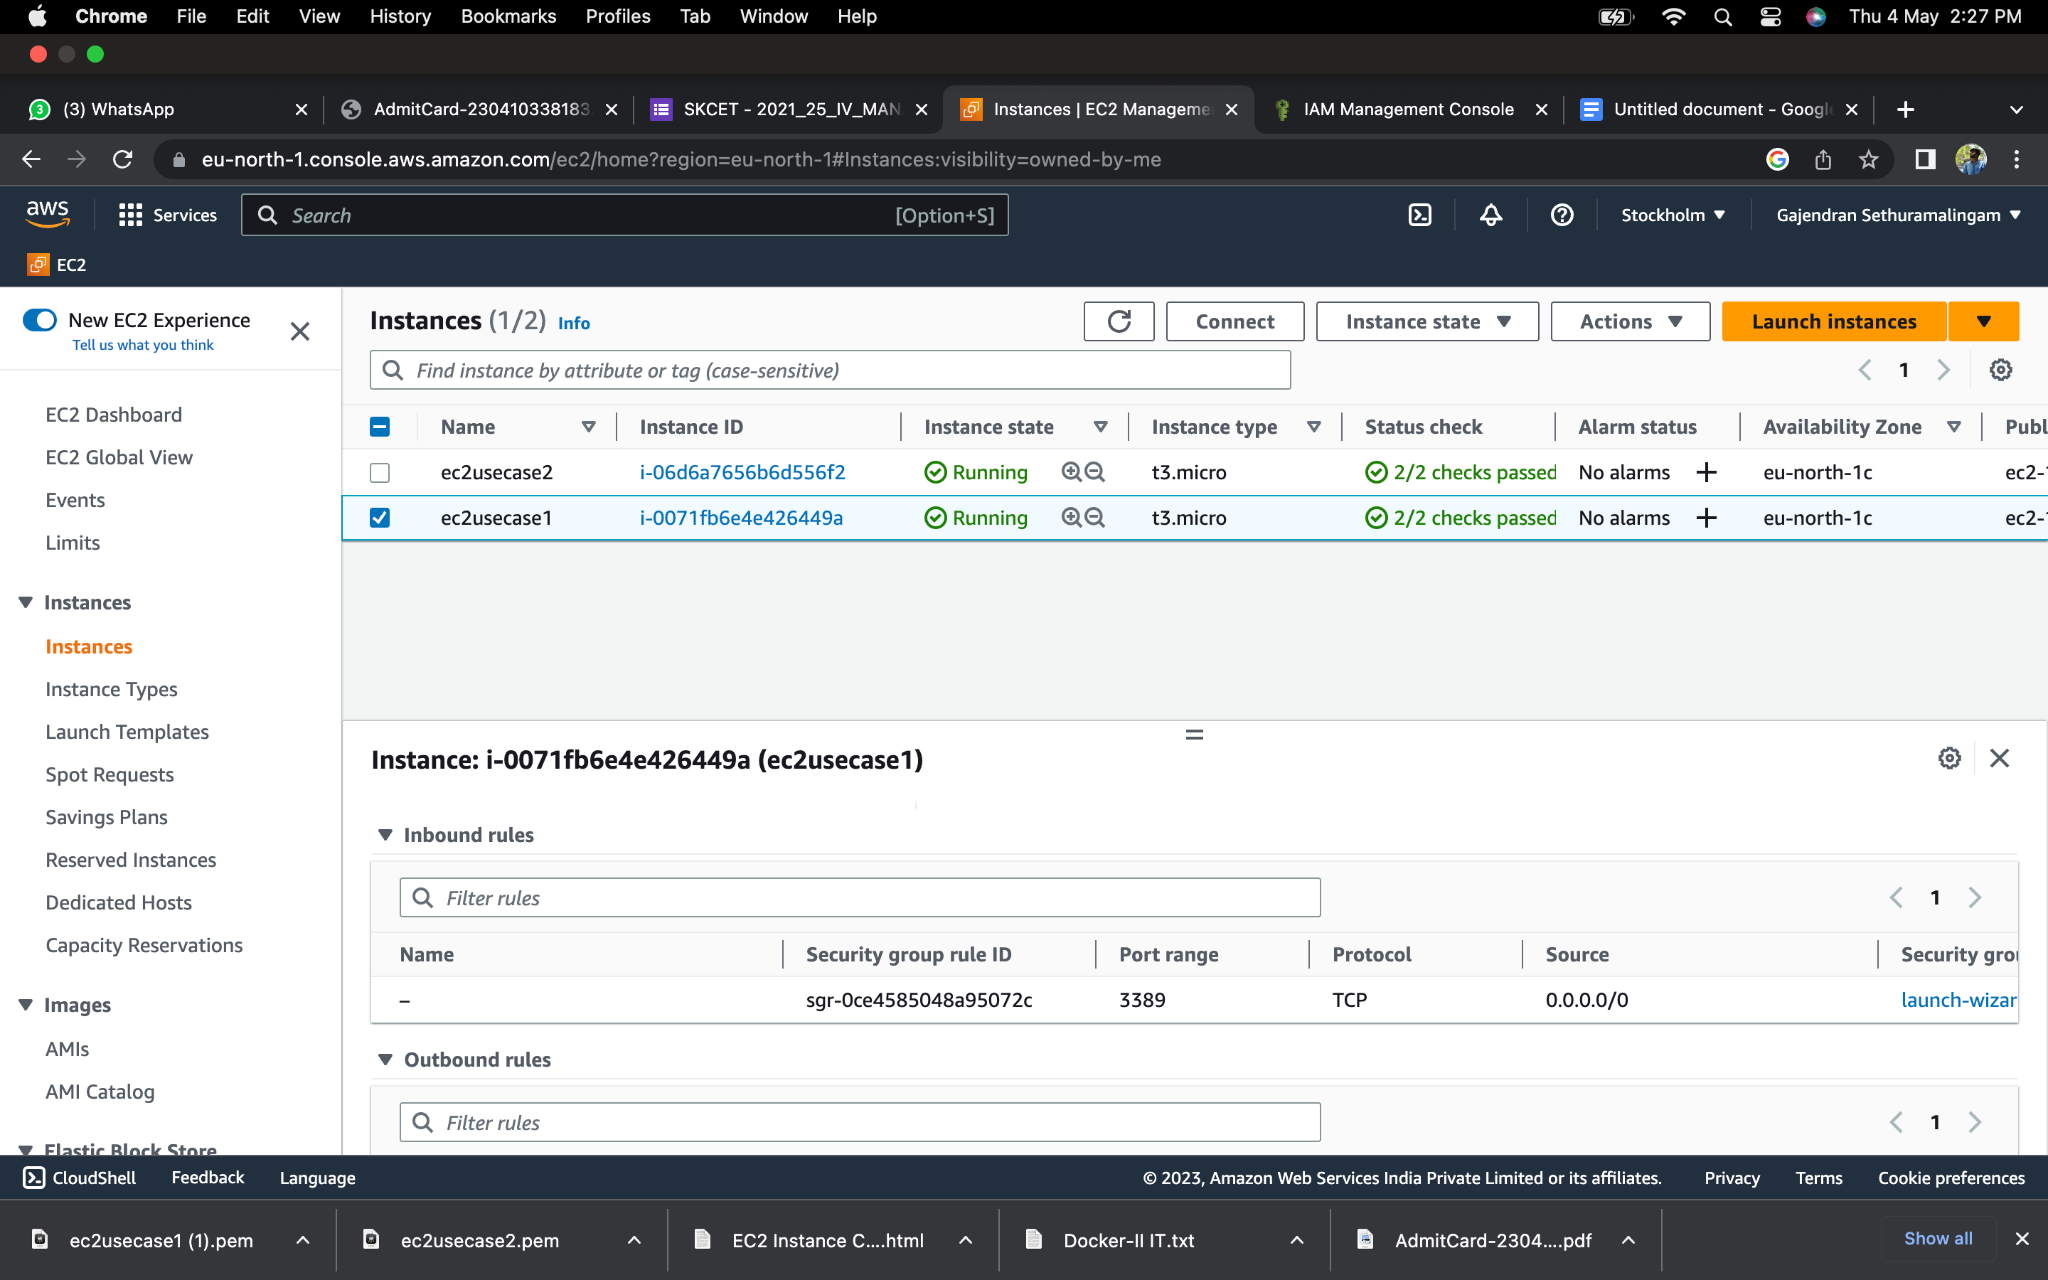 Chrome File Edit View History Bookmarks Profiles Tab Window Help Thu 4 May 2:27 PM
3 (3) WhatsApp AdmitCard-230410338183 SKCET - 2021_25_IV_MAN Instances | EC2 Manageme IAM Management Console Untitled document - Googl
eu-north-1.console.aws.amazon.com/ec2/home?region=eu-north-1#Instances:visibility=owned-by-me
aws Services Search [Option+S] Stockholm Gajendran Sethuramalingam
EC2
New EC2 Experience
Tell us what you think
EC2 Dashboard
EC2 Global View
Events
Limits
Instances
Instances
Instance Types
Launch Templates
Spot Requests
Savings Plans
Reserved Instances
Dedicated Hosts
Capacity Reservations
Images
AMIs
AMI Catalog
Elastic Block Store
Instances (1/2) Info Connect Instance state Actions Launch instances
Find instance by attribute or tag (case-sensitive) 1
Name Instance ID Instance state Instance type Status check Alarm status Availability Zone Publ
ec2usecase2 i-06d6a7656b6d556f2 Running t3.micro 2/2 checks passed No alarms + eu-north-1c ec2-
ec2usecase1 i-0071fb6e4e426449a Running t3.micro 2/2 checks passed No alarms + eu-north-1c ec2-
Instance: i-0071fb6e4e426449a (ec2usecase1)
Inbound rules
Filter rules 1
Name Security group rule ID Port range Protocol Source Security gro
– sgr-0ce4585048a95072c 3389 TCP 0.0.0.0/0 launch-wizar
Outbound rules
Filter rules 1
CloudShell Feedback Language © 2023, Amazon Web Services India Private Limited or its affiliates. Privacy Terms Cookie preferences
ec2usecase1 (1).pem ec2usecase2.pem EC2 Instance C....html Docker-II IT.txt AdmitCard-2304....pdf Show all